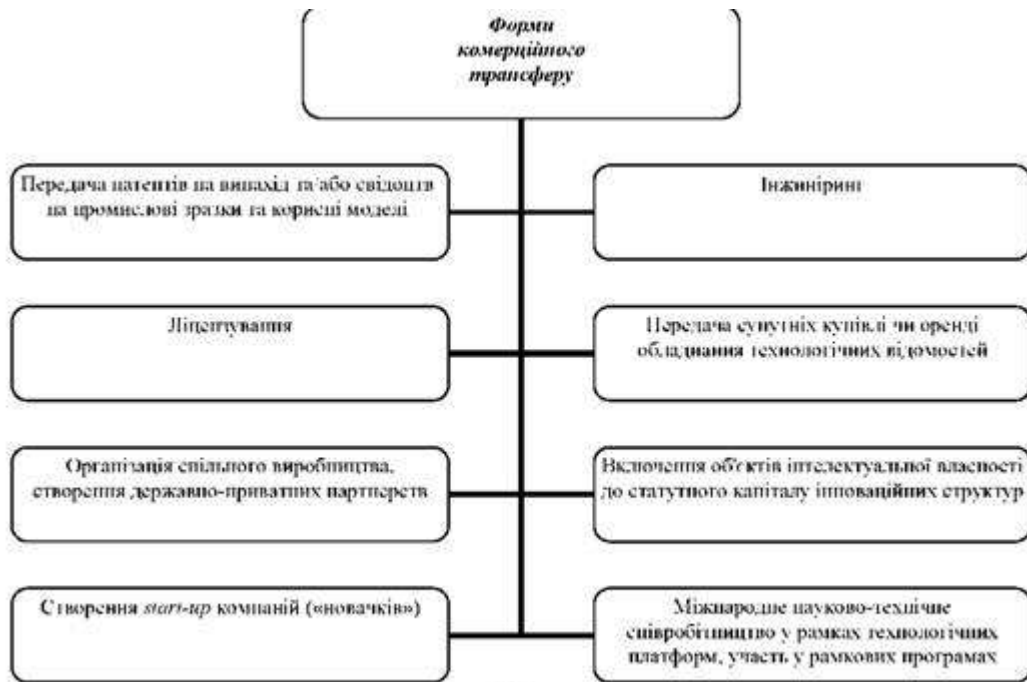 Форми
комерційного
трансферу
Передача патентів на винахід та/або свідоцтв
на промислові зразки та корисні моделі
Інжиніринг
Ліцензування
Передача супутніх купівлі чи оренді
обладнання технологічних відомостей
Організація спільного виробництва,
створення державно-приватних партнерств
Включення об'єктів інтелектуальної власності
до статутного капіталу інноваційних структур
Створення start-up компаній («новачків»)
Міжнародне науково-технічне
співробітництво у рамках технологічних
платформ, участь у рамкових програмах